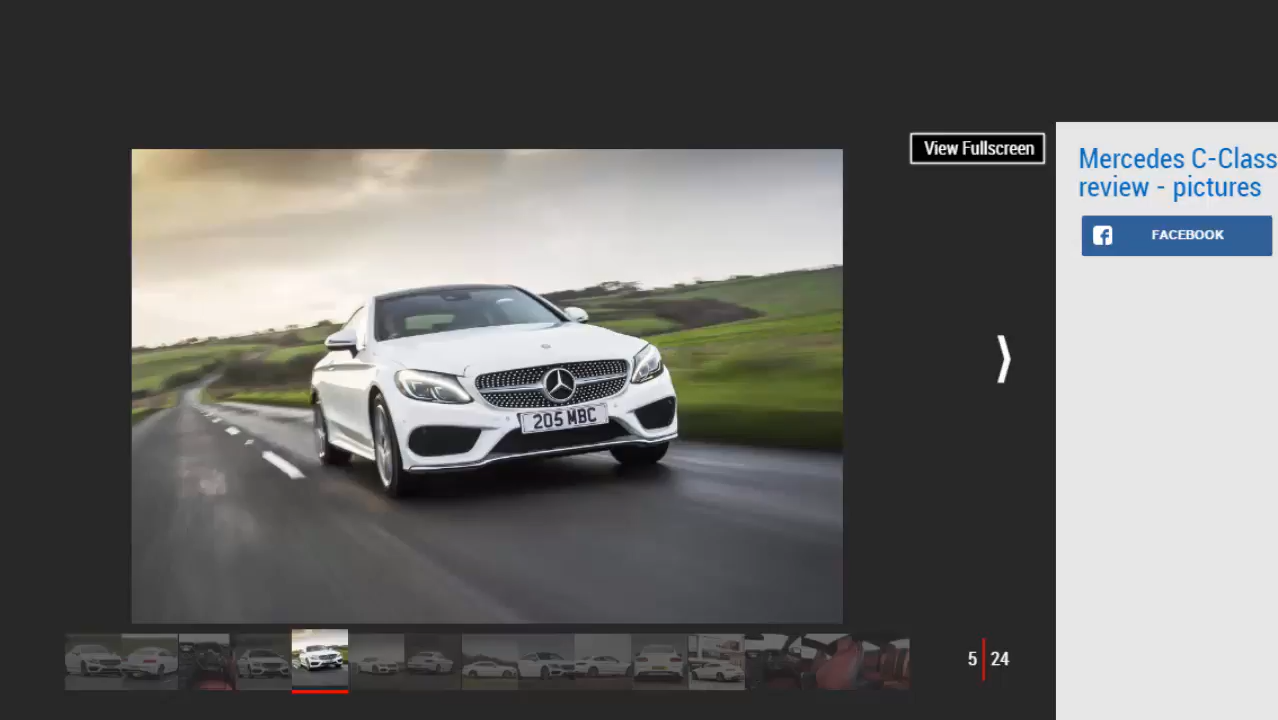 View Fullscreen
Mercedes C-Class
review - pictures
FACEBOOK
205 MBC
5 24